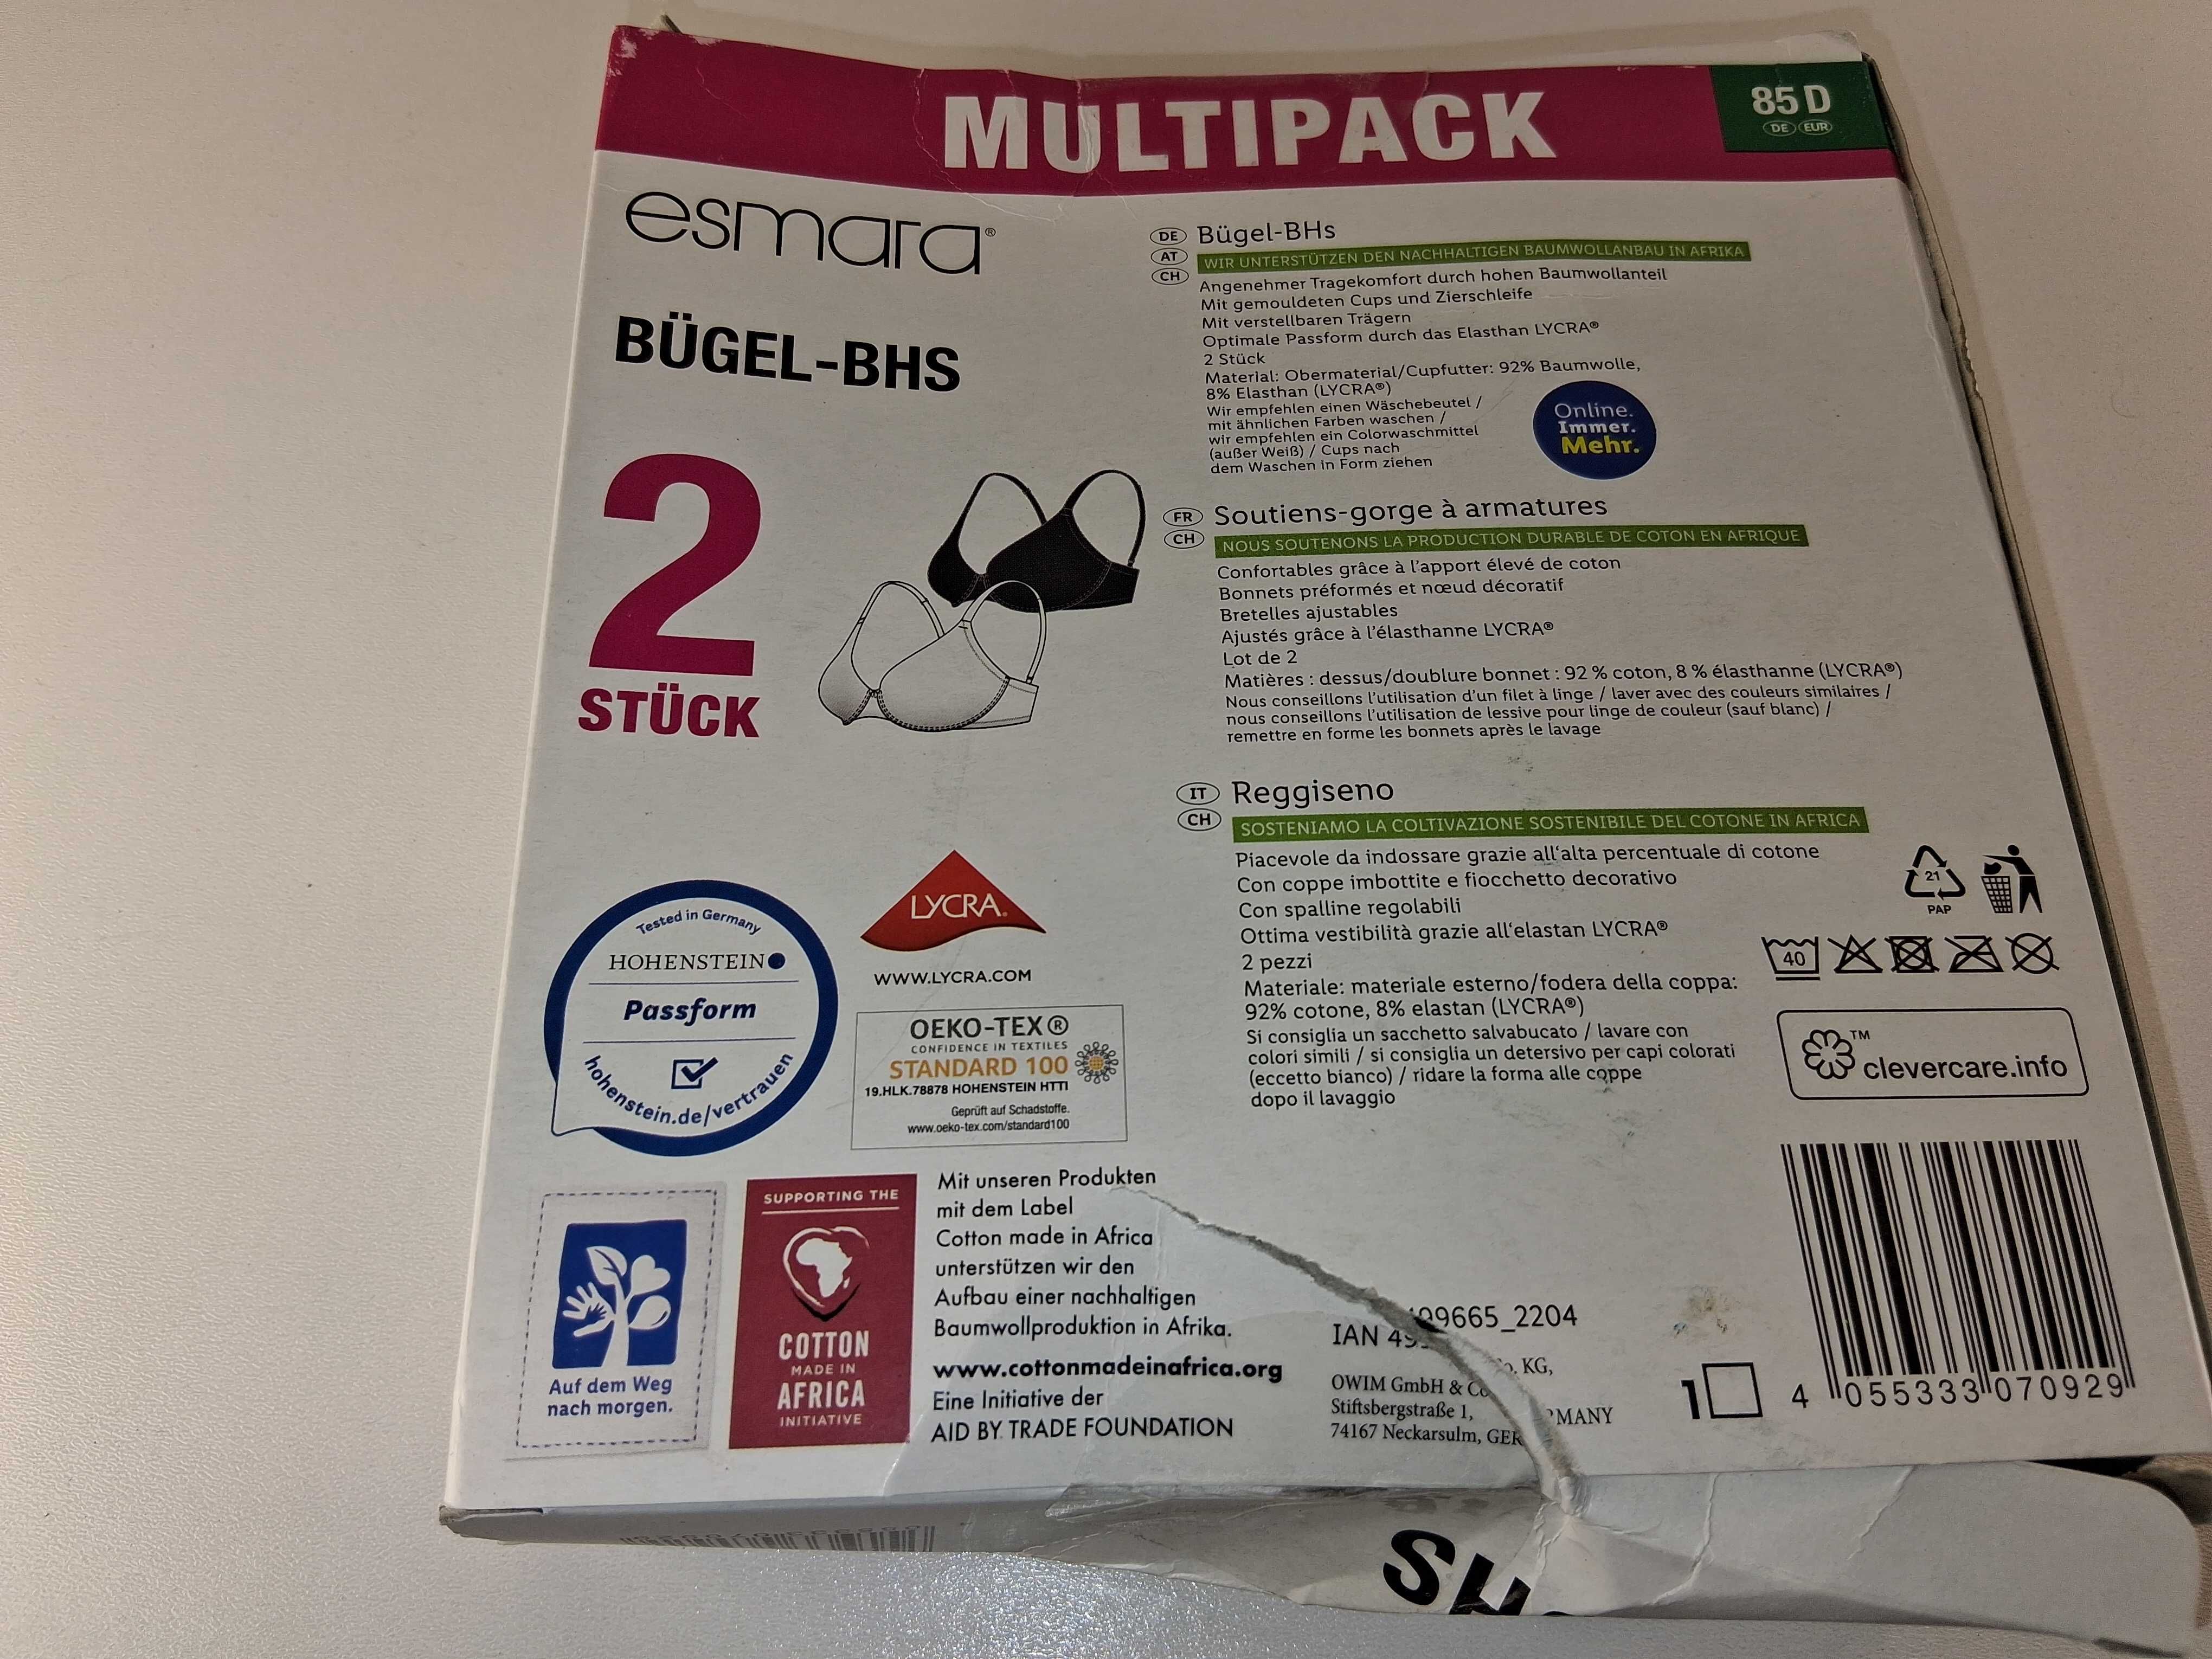 MULTIPACK
85 D
DE EUR
esmara®
BÜGEL-BHS
2
STÜCK
DE
AT
CH
Bügel-BHs
WIR UNTERSTÜTZEN DEN NACHHALTIGEN BAUMWOLLANBAU IN AFRIKA
Angenehmer Tragekomfort durch hohen Baumwollanteil
Mit gemouldeten Cups und Zierschleife
Mit verstellbaren Trägern
Optimale Passform durch das Elasthan LYCRA®
2 Stück
Material: Obermaterial/Cupfutter: 92% Baumwolle,
8% Elasthan (LYCRA®)
Wir empfehlen einen Wäschebeutel /
mit ähnlichen Farben waschen /
wir empfehlen ein Colorwaschmittel
(außer Weiß) / Cups nach
dem Waschen in Form ziehen
Online.
Immer.
Mehr.
FR
CH
Soutiens-gorge à armatures
NOUS SOUTENONS LA PRODUCTION DURABLE DE COTON EN AFRIQUE
Confortables grâce à l'apport élevé de coton
Bonnets préformés et nœud décoratif
Bretelles ajustables
Ajustés grâce à l'élasthanne LYCRA®
Lot de 2
Matières : dessus/doublure bonnet : 92 % coton, 8 % élasthanne (LYCRA®)
Nous conseillons l'utilisation d'un filet à linge / laver avec des couleurs similaires /
nous conseillons l'utilisation de lessive pour linge de couleur (sauf blanc) /
remettre en forme les bonnets après le lavage
IT
CH
Reggiseno
SOSTENIAMO LA COLTIVAZIONE SOSTENIBILE DEL COTONE IN AFRICA
Piacevole da indossare grazie all'alta percentuale di cotone
Con coppe imbottite e fiocchetto decorativo
Con spalline regolabili
Ottima vestibilità grazie all'elastan LYCRA®
2 pezzi
Materiale: materiale esterno/fodera della coppa:
92% cotone, 8% elastan (LYCRA®)
Si consiglia un sacchetto salvabucato / lavare con
colori simili / si consiglia un detersivo per capi colorati
(eccetto bianco) / ridare la forma alle coppe
dopo il lavaggio
21
PAP
40
™
clevercare.info
Tested in Germany
HOHENSTEIN
Passform
hohenstein.de/vertrauen
LYCRA®
WWW.LYCRA.COM
OEKO-TEX®
CONFIDENCE IN TEXTILES
STANDARD 100
19.HLK.78878 HOHENSTEIN HTTI
Geprüft auf Schadstoffe.
www.oeko-tex.com/standard100
Auf dem Weg
nach morgen.
SUPPORTING THE
COTTON
MADE IN
AFRICA
INITIATIVE
Mit unseren Produkten
mit dem Label
Cotton made in Africa
unterstützen wir den
Aufbau einer nachhaltigen
Baumwollproduktion in Afrika.
www.cottonmadeinafrica.org
Eine Initiative der
AID BY TRADE FOUNDATION
IAN 49 99665_2204
OWIM GmbH & Co. KG,
Stiftsbergstraße 1,
74167 Neckarsulm, GERMANY
1
4 055333 070929